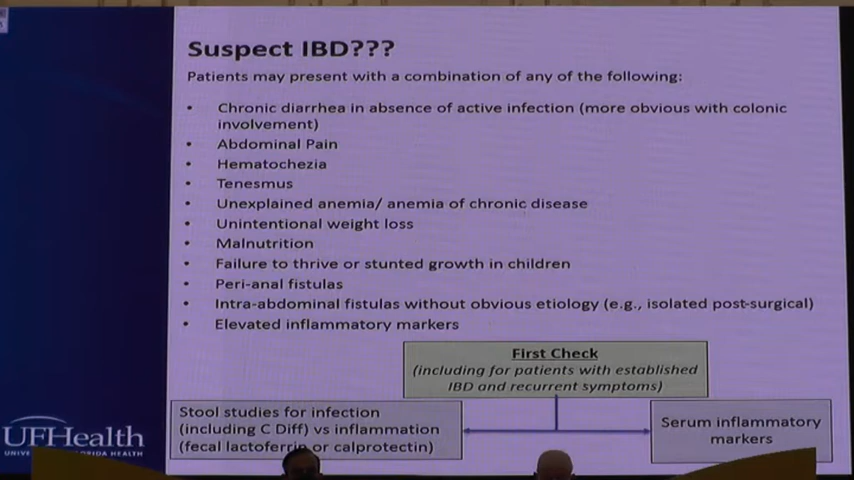 Suspect IBD???
Patients may present with a combination of any of the following:
• Chronic diarrhea in absence of active infection (more obvious with colonic
involvement)
• Abdominal Pain
• Hematochezia
• Tenesmus
• Unexplained anemia/ anemia of chronic disease
• Unintentional weight loss
• Malnutrition
• Failure to thrive or stunted growth in children
• Peri-anal fistulas
• Intra-abdominal fistulas without obvious etiology (e.g., isolated post-surgical)
• Elevated inflammatory markers
First Check
(including for patients with established
IBD and recurrent symptoms)
Stool studies for infection
(including C Diff) vs inflammation
(fecal lactoferrin or calprotectin)
Serum inflammatory
markers
UFHealth
HEALTH